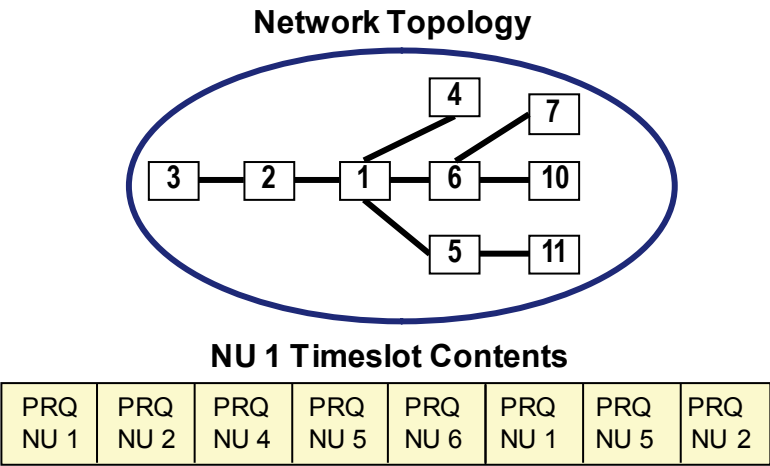 Network Topology
4
7
3 2 1 6 10
5 11
NU 1 Timeslot Contents
PRQ PRQ PRQ PRQ PRQ PRQ PRQ PRQ
NU 1 NU 2 NU 4 NU 5 NU 6 NU 1 NU 5 NU 2